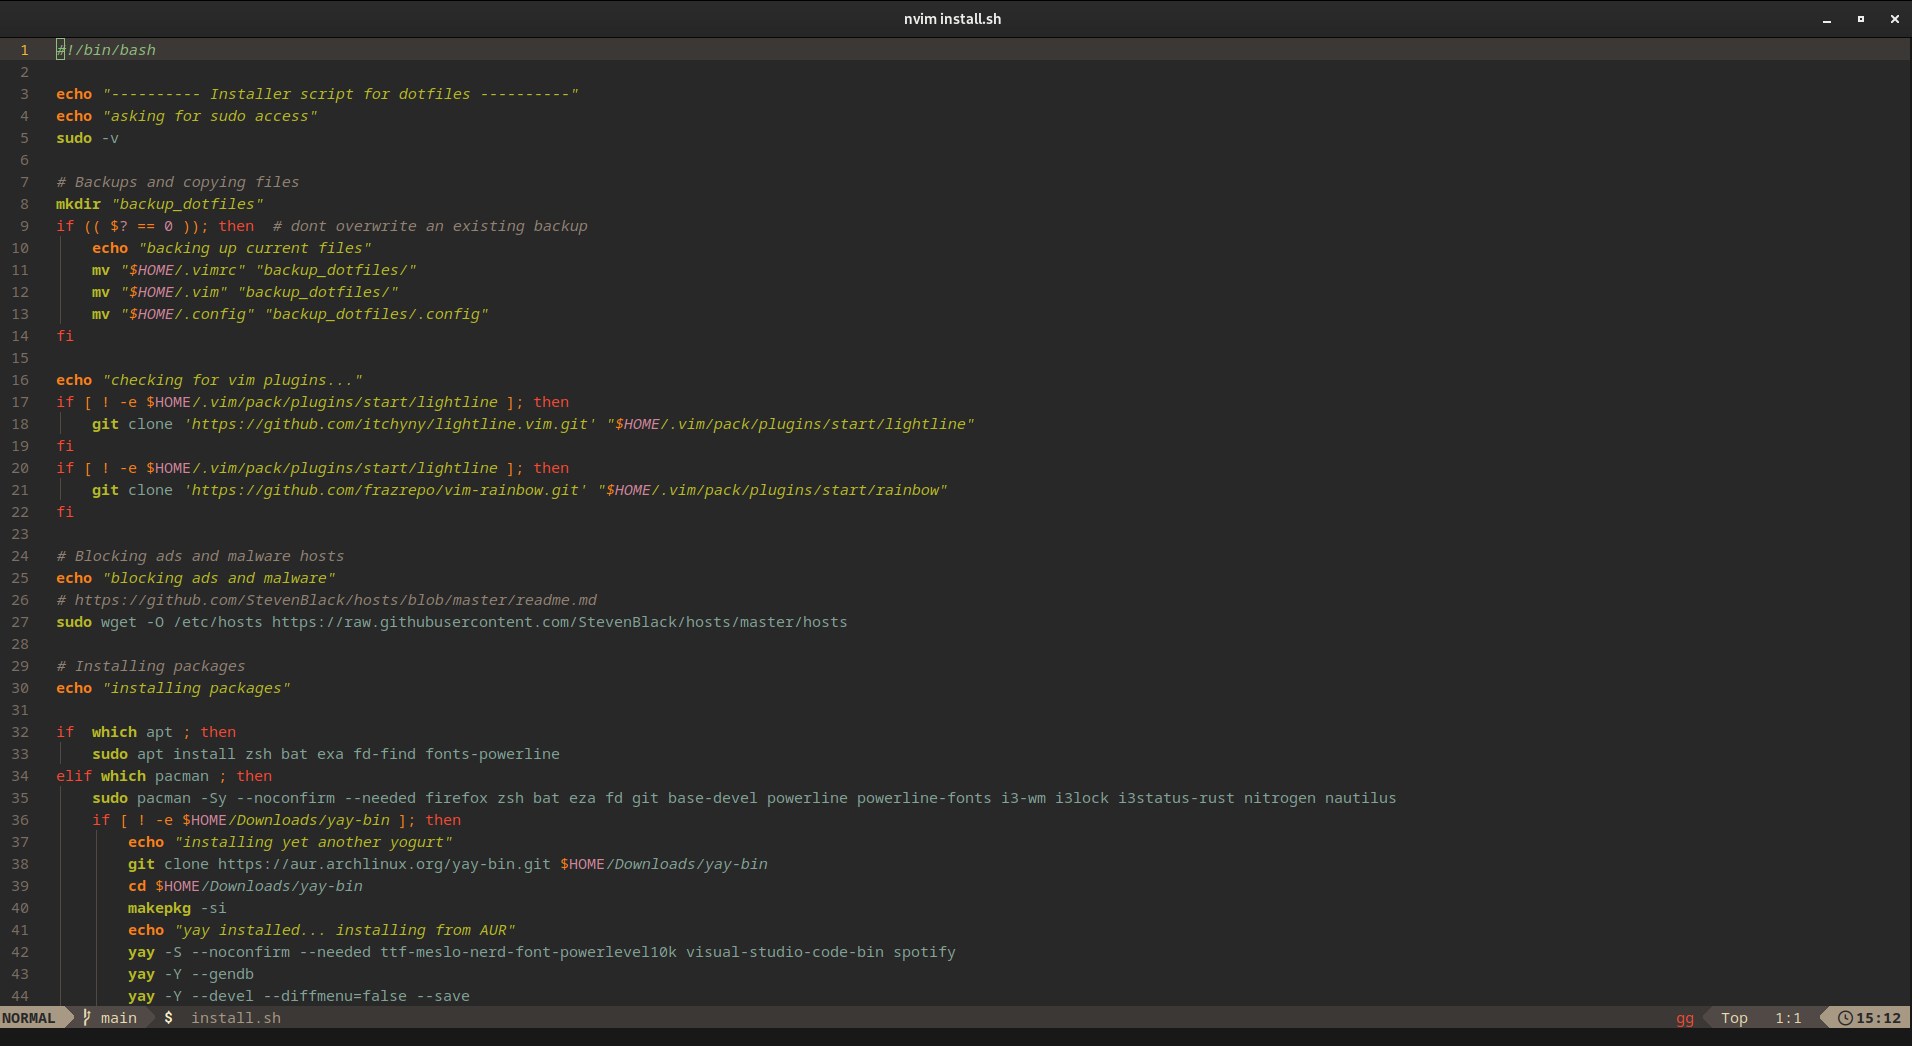 nvim install.sh
1 #!/bin/bash
2
3 echo "---------- Installer script for dotfiles ----------"
4 echo "asking for sudo access"
5 sudo -v
6
7 # Backups and copying files
8 mkdir "backup_dotfiles"
9 if (( $? == 0 )); then  # dont overwrite an existing backup
10     echo "backing up current files"
11     mv "$HOME/.vimrc" "backup_dotfiles/"
12     mv "$HOME/.vim" "backup_dotfiles/"
13     mv "$HOME/.config" "backup_dotfiles/.config"
14 fi
15
16 echo "checking for vim plugins..."
17 if [ ! -e $HOME/.vim/pack/plugins/start/lightline ]; then
18     git clone 'https://github.com/itchyny/lightline.vim.git' "$HOME/.vim/pack/plugins/start/lightline"
19 fi
20 if [ ! -e $HOME/.vim/pack/plugins/start/lightline ]; then
21     git clone 'https://github.com/frazrepo/vim-rainbow.git' "$HOME/.vim/pack/plugins/start/rainbow"
22 fi
23
24 # Blocking ads and malware hosts
25 echo "blocking ads and malware"
26 # https://github.com/StevenBlack/hosts/blob/master/readme.md
27 sudo wget -O /etc/hosts https://raw.githubusercontent.com/StevenBlack/hosts/master/hosts
28
29 # Installing packages
30 echo "installing packages"
31
32 if  which apt ; then
33     sudo apt install zsh bat exa fd-find fonts-powerline
34 elif which pacman ; then
35     sudo pacman -Sy --noconfirm --needed firefox zsh bat eza fd git base-devel powerline powerline-fonts i3-wm i3lock i3status-rust nitrogen nautilus
36     if [ ! -e $HOME/Downloads/yay-bin ]; then
37         echo "installing yet another yogurt"
38         git clone https://aur.archlinux.org/yay-bin.git $HOME/Downloads/yay-bin
39         cd $HOME/Downloads/yay-bin
40         makepkg -si
41         echo "yay installed... installing from AUR"
42         yay -S --noconfirm --needed ttf-meslo-nerd-font-powerlevel10k visual-studio-code-bin spotify
43         yay -Y --gendb
44         yay -Y --devel --diffmenu=false --save
NORMAL main $ install.sh gg Top 1:1 15:12